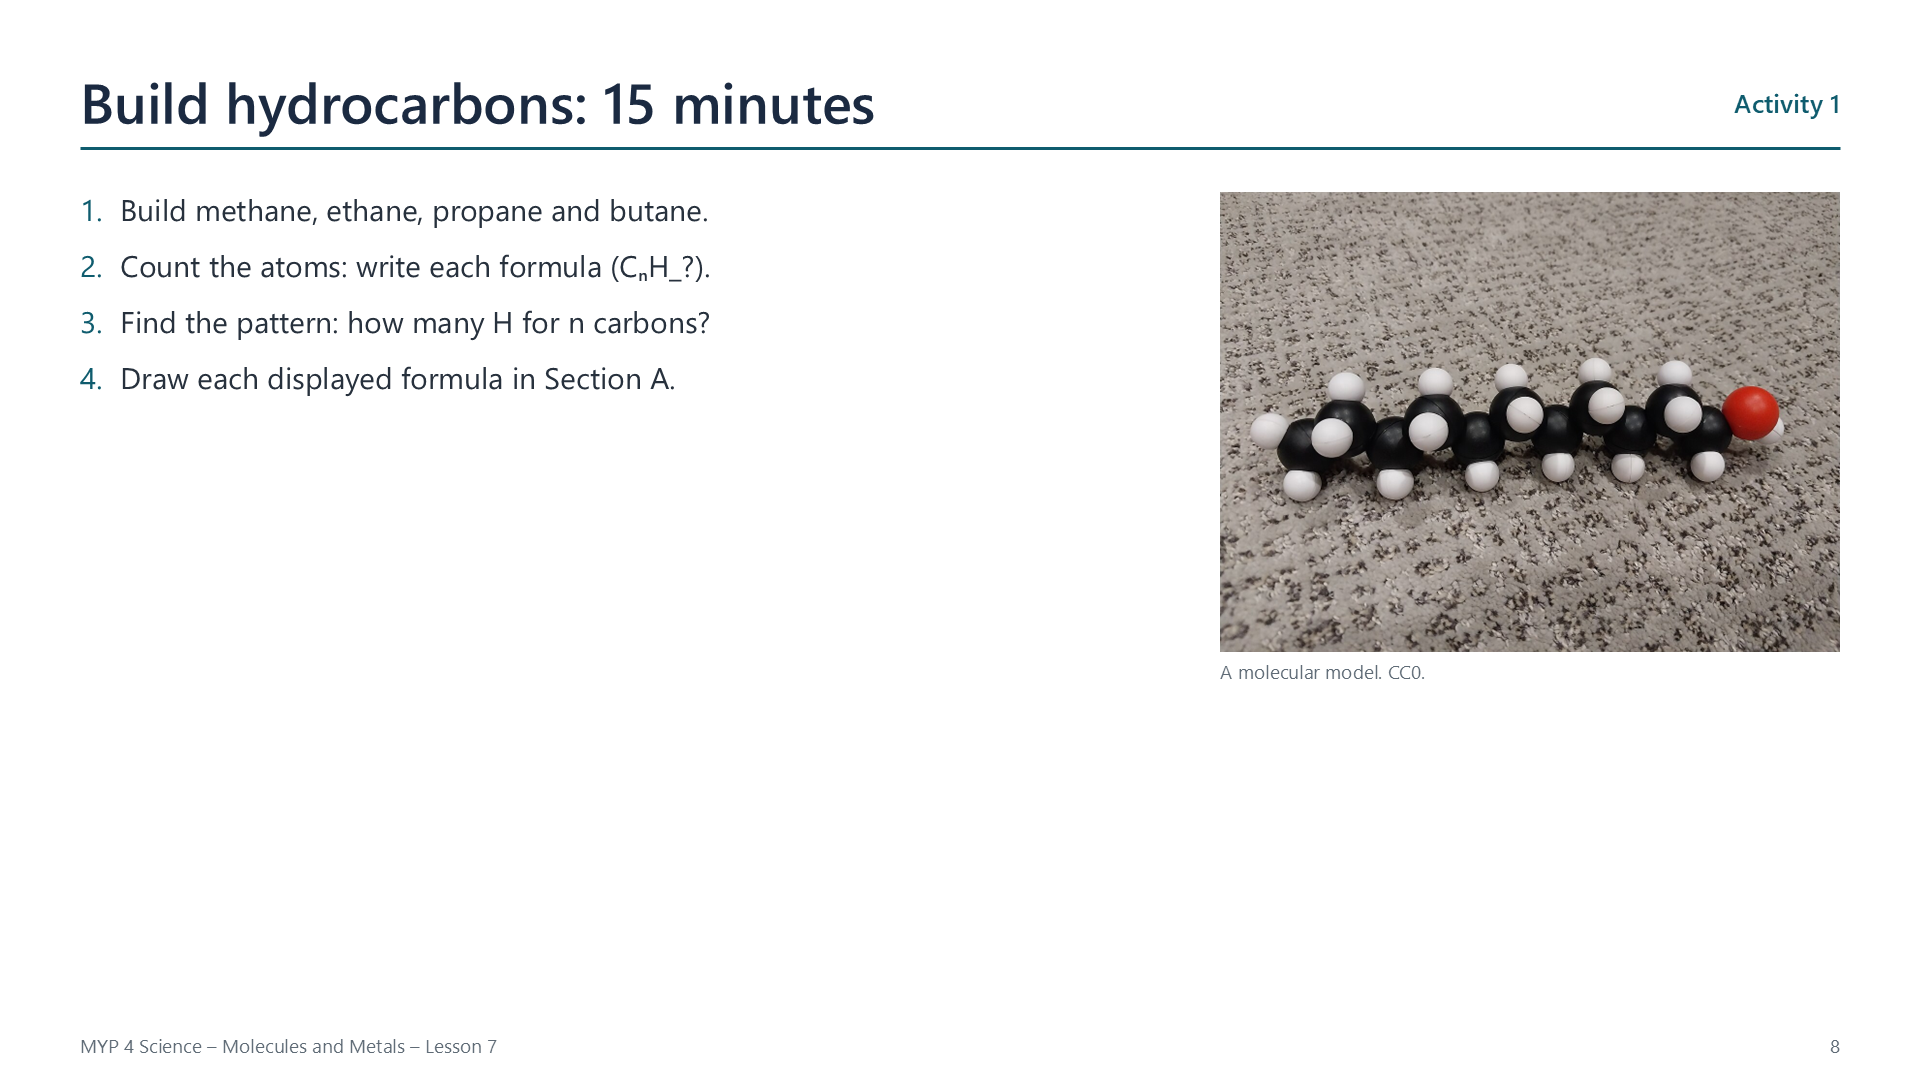 Build hydrocarbons: 15 minutes
Activity 1
1. Build methane, ethane, propane and butane.
2. Count the atoms: write each formula (CₙH_?).
3. Find the pattern: how many H for n carbons?
4. Draw each displayed formula in Section A.
A molecular model. CC0.
MYP 4 Science – Molecules and Metals – Lesson 7
8